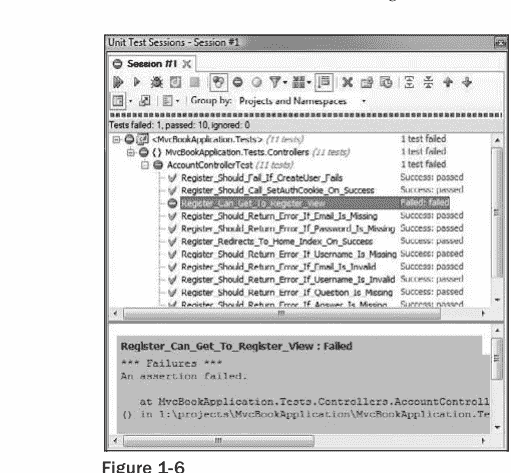 Unit Test Sessions - Session #1
Session #1
Group by: Projects and Namespaces
Tests failed: 1, passed: 10, ignored: 0
<MvcBookApplication.Tests> (11 tests) 1 test failed
{} MvcBookApplication.Tests.Controllers (11 tests) 1 test failed
AccountControllerTest (11 tests) 1 test failed
Register_Should_Fail_If_CreateUser_Fails Success: passed
Register_Should_Call_SetAuthCookie_On_Success Success: passed
Register_Can_Get_To_Register_View Failed: failed
Register_Should_Return_Error_If_Email_Is_Missing Success: passed
Register_Should_Return_Error_If_Password_Is_Missing Success: passed
Register_Redirects_To_Home_Index_On_Success Success: passed
Register_Should_Return_Error_If_Username_Is_Missing Success: passed
Register_Should_Return_Error_If_Email_Is_Invalid Success: passed
Register_Should_Return_Error_If_Username_Is_Invalid Success: passed
Register_Should_Return_Error_If_Question_Is_Missing Success: passed
Register_Should_Return_Error_If_Answer_Is_Missing Success: passed
Register_Can_Get_To_Register_View : Failed
*** Failures ***
An assertion failed.
at MvcBookApplication.Tests.Controllers.AccountControll
() in l:\projects\MvcBookApplication\MvcBookApplication.Te
Figure 1-6